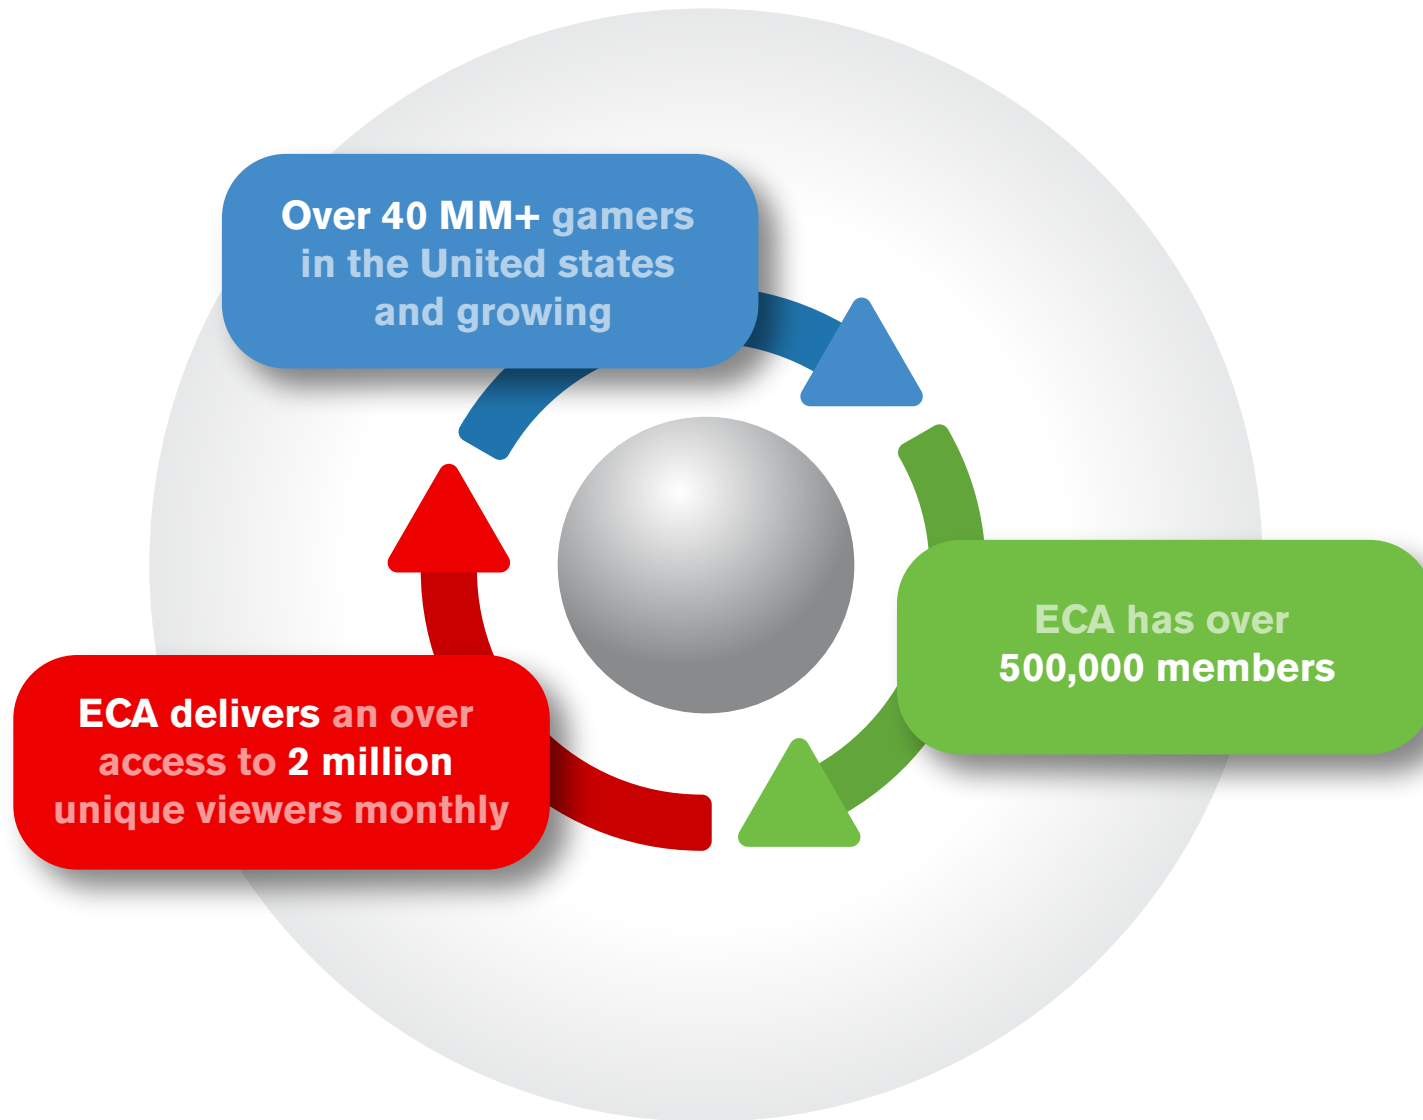 Over 40 MM+ gamers
in the United states
and growing
ECA has over
500,000 members
ECA delivers an over
access to 2 million
unique viewers monthly